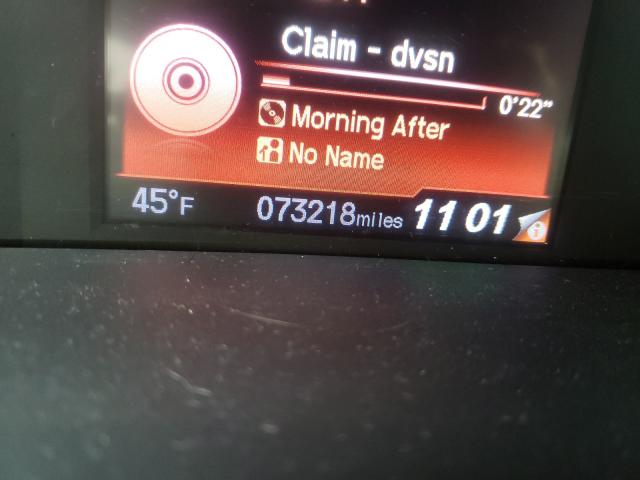 Claim - dvsn
0'22"
Morning After
No Name
45°F
073218miles
11 01
i